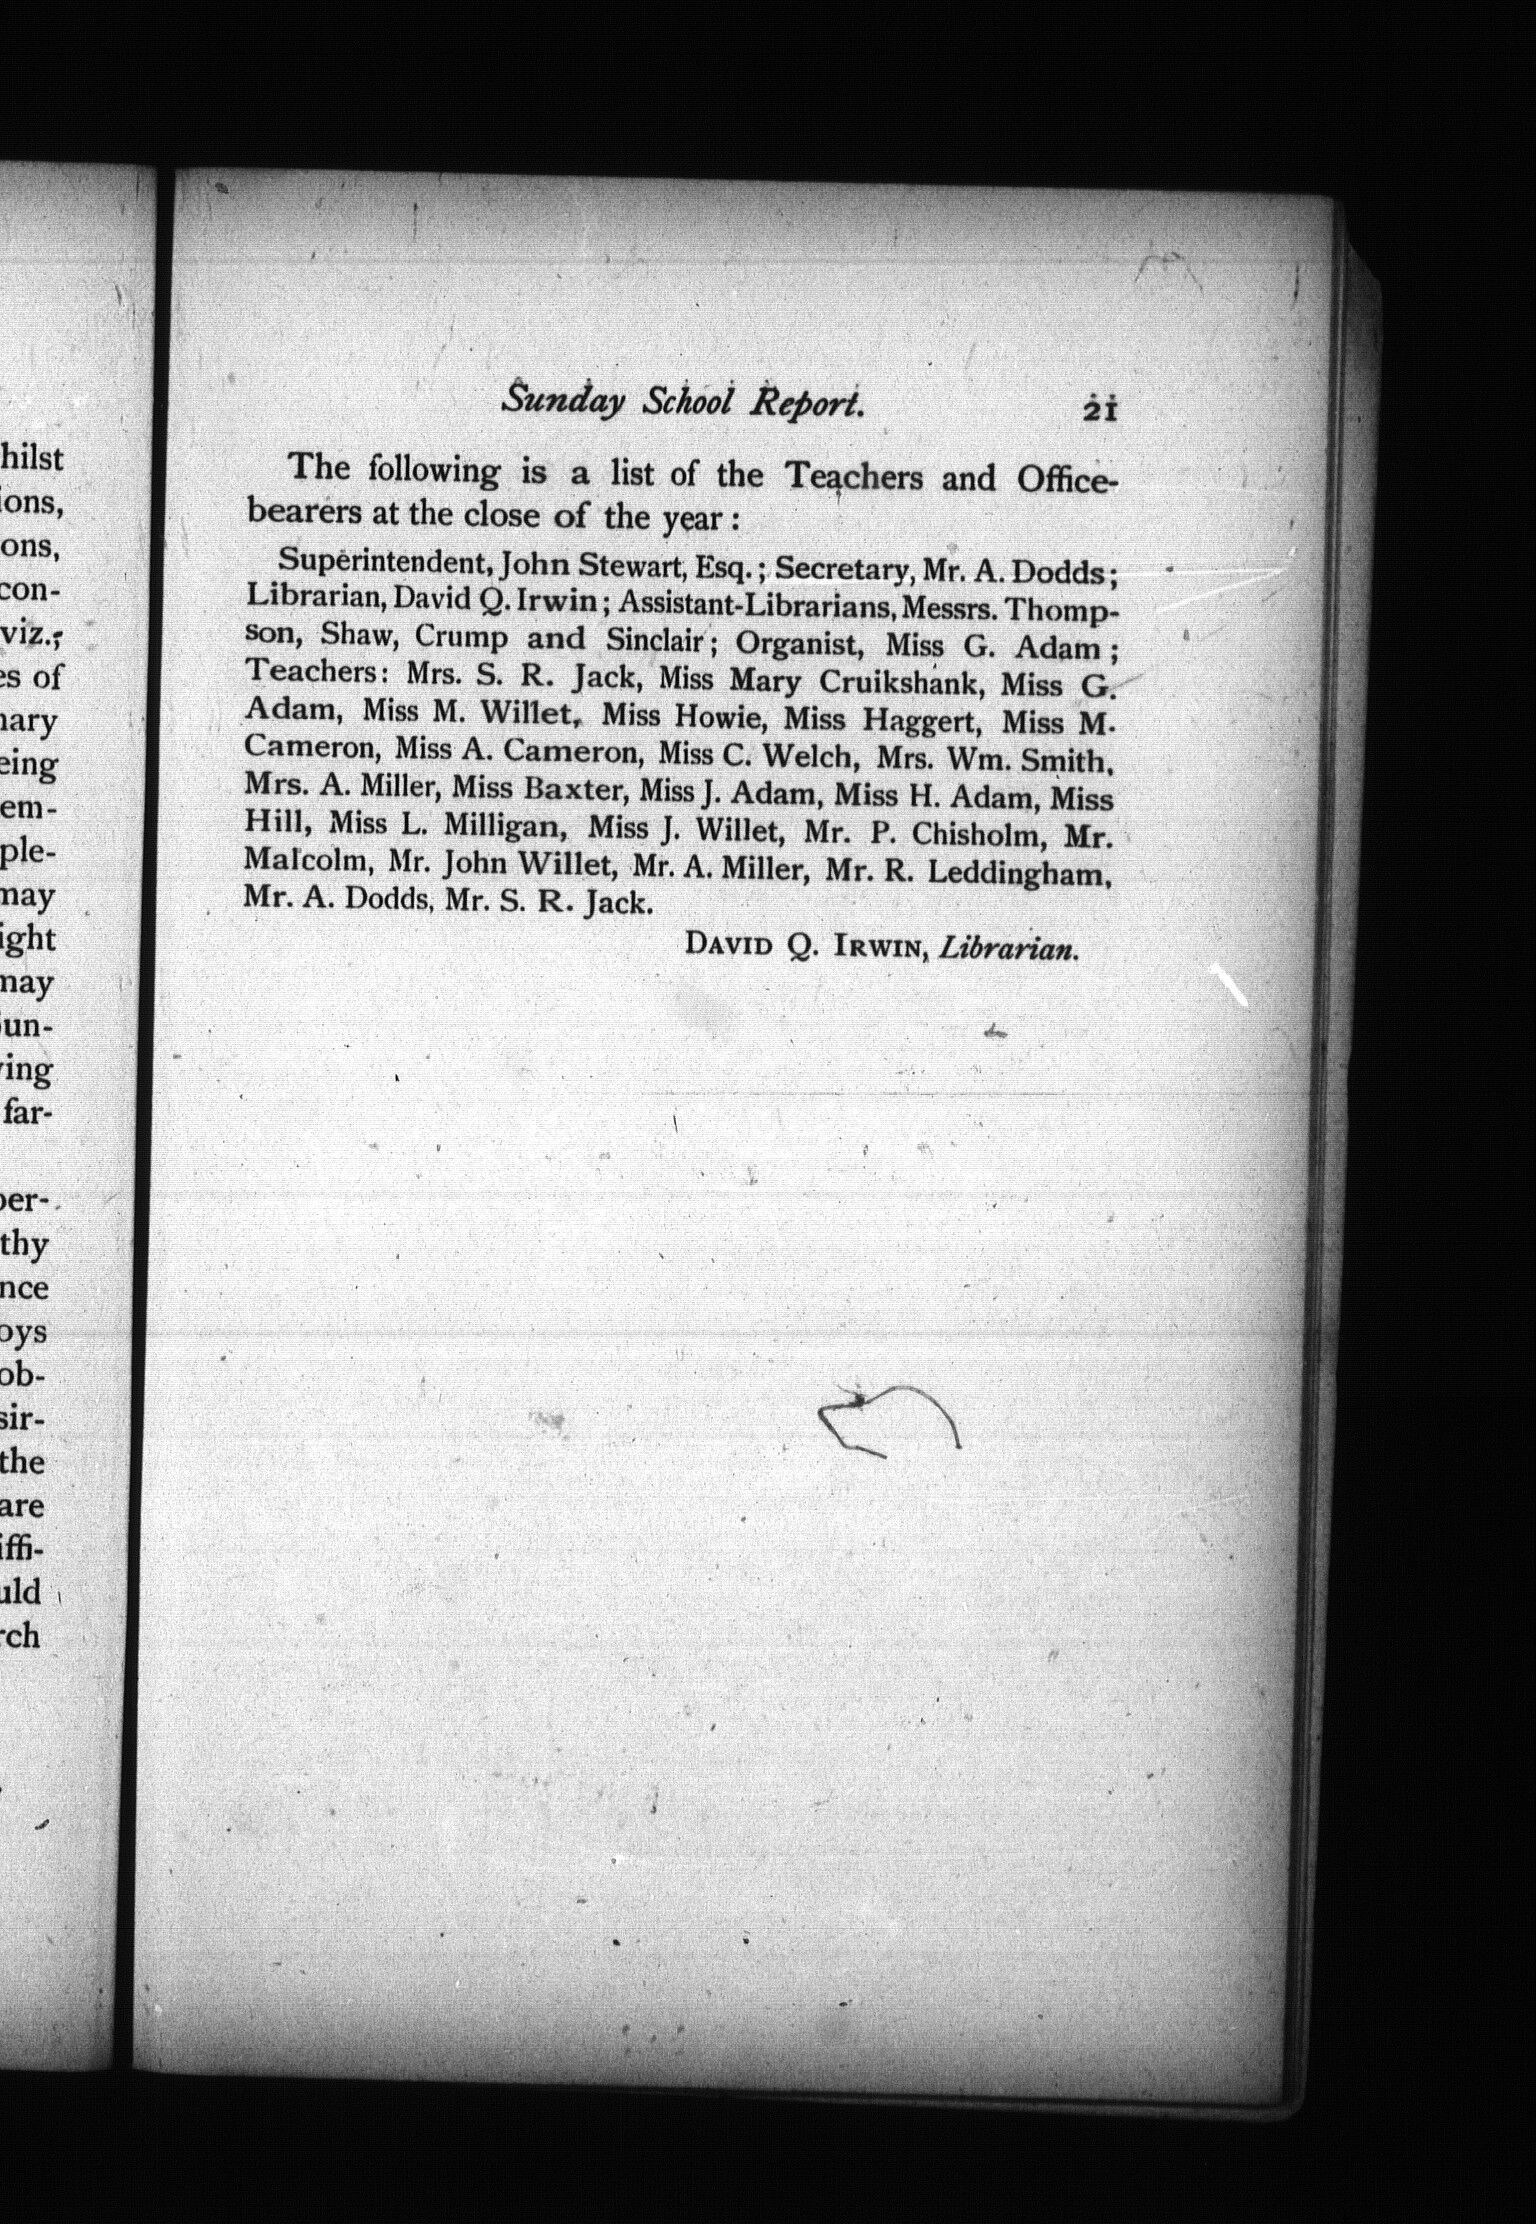 hilst
ions,
ons,
con-
viz.,
es of
nary
eing
em-
ple-
may
ight
may
Sun-
ving
far-
per-
thy
nce
oys
ob-
sir-
the
are
iffi-
uld
rch
Sunday School Report. 21
The following is a list of the Teachers and Office-
bearers at the close of the year :
Superintendent, John Stewart, Esq. ; Secretary, Mr. A. Dodds ;
Librarian, David Q. Irwin ; Assistant-Librarians, Messrs. Thomp-
son, Shaw, Crump and Sinclair ; Organist, Miss G. Adam ;
Teachers : Mrs. S. R. Jack, Miss Mary Cruikshank, Miss G.
Adam, Miss M. Willet, Miss Howie, Miss Haggert, Miss M.
Cameron, Miss A. Cameron, Miss C. Welch, Mrs. Wm. Smith,
Mrs. A. Miller, Miss Baxter, Miss J. Adam, Miss H. Adam, Miss
Hill, Miss L. Milligan, Miss J. Willet, Mr. P. Chisholm, Mr.
Malcolm, Mr. John Willet, Mr. A. Miller, Mr. R. Leddingham,
Mr. A. Dodds, Mr. S. R. Jack.
DAVID Q. IRWIN, Librarian.